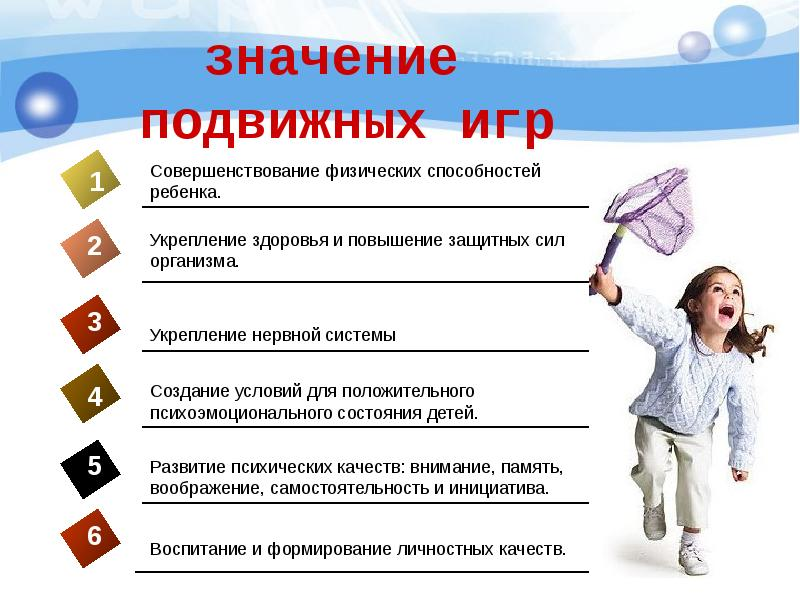 значение
подвижных игр
1
Совершенствование физических способностей
ребенка.
2
Укрепление здоровья и повышение защитных сил
организма.
3
Укрепление нервной системы
4
Создание условий для положительного
психоэмоционального состояния детей.
5
Развитие психических качеств: внимание, память,
воображение, самостоятельность и инициатива.
6
Воспитание и формирование личностных качеств.